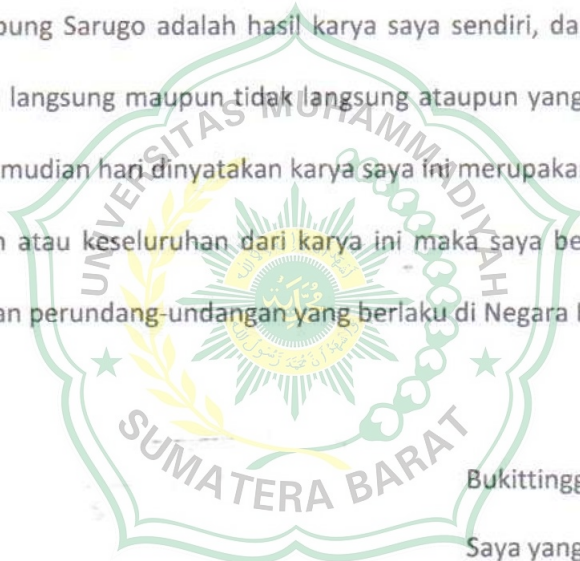 Sarugo adalah hasil karya saya sendiri, da
langsung maupun tidak langsung ataupun yang
mudian hari dinyatakan karya saya ini merupaka
atau keseluruhan dari karya ini maka saya be
an perundang-undangan yang berlaku di Negara
UNIVERSITAS MUHAMMADIYAH
SUMATERA BARAT
Bukittingg
Saya yang